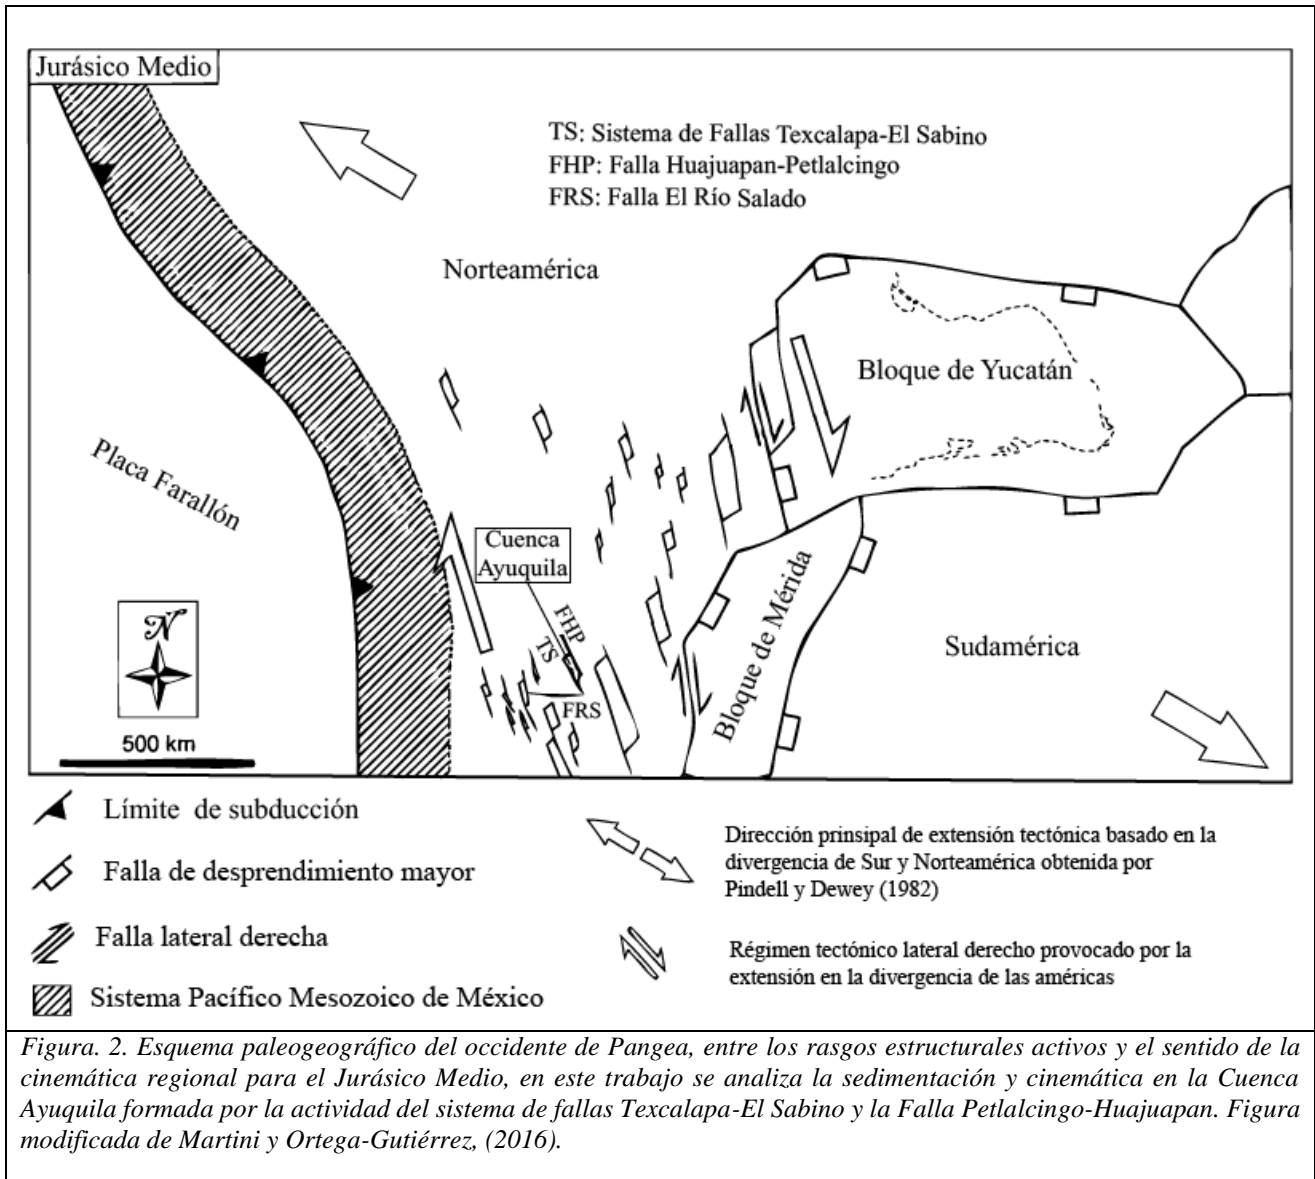 Jurásico Medio
TS: Sistema de Fallas Texcalapa-El Sabino
FHP: Falla Huajuapan-Petlalcingo
FRS: Falla El Río Salado
Norteamérica
Bloque de Yucatán
Placa Farallón
Cuenca
Ayuquila
FHP
TS
FRS
Bloque de Mérida
Sudamérica
N
500 km
Límite de subducción
Falla de desprendimiento mayor
Falla lateral derecha
Sistema Pacífico Mesozoico de México
Dirección prinsipal de extensión tectónica basado en la
divergencia de Sur y Norteamérica obtenida por
Pindell y Dewey (1982)
Régimen tectónico lateral derecho provocado por la
extensión en la divergencia de las américas
Figura. 2. Esquema paleogeográfico del occidente de Pangea, entre los rasgos estructurales activos y el sentido de la
cinemática regional para el Jurásico Medio, en este trabajo se analiza la sedimentación y cinemática en la Cuenca
Ayuquila formada por la actividad del sistema de fallas Texcalapa-El Sabino y la Falla Petlalcingo-Huajuapan. Figura
modificada de Martini y Ortega-Gutiérrez, (2016).